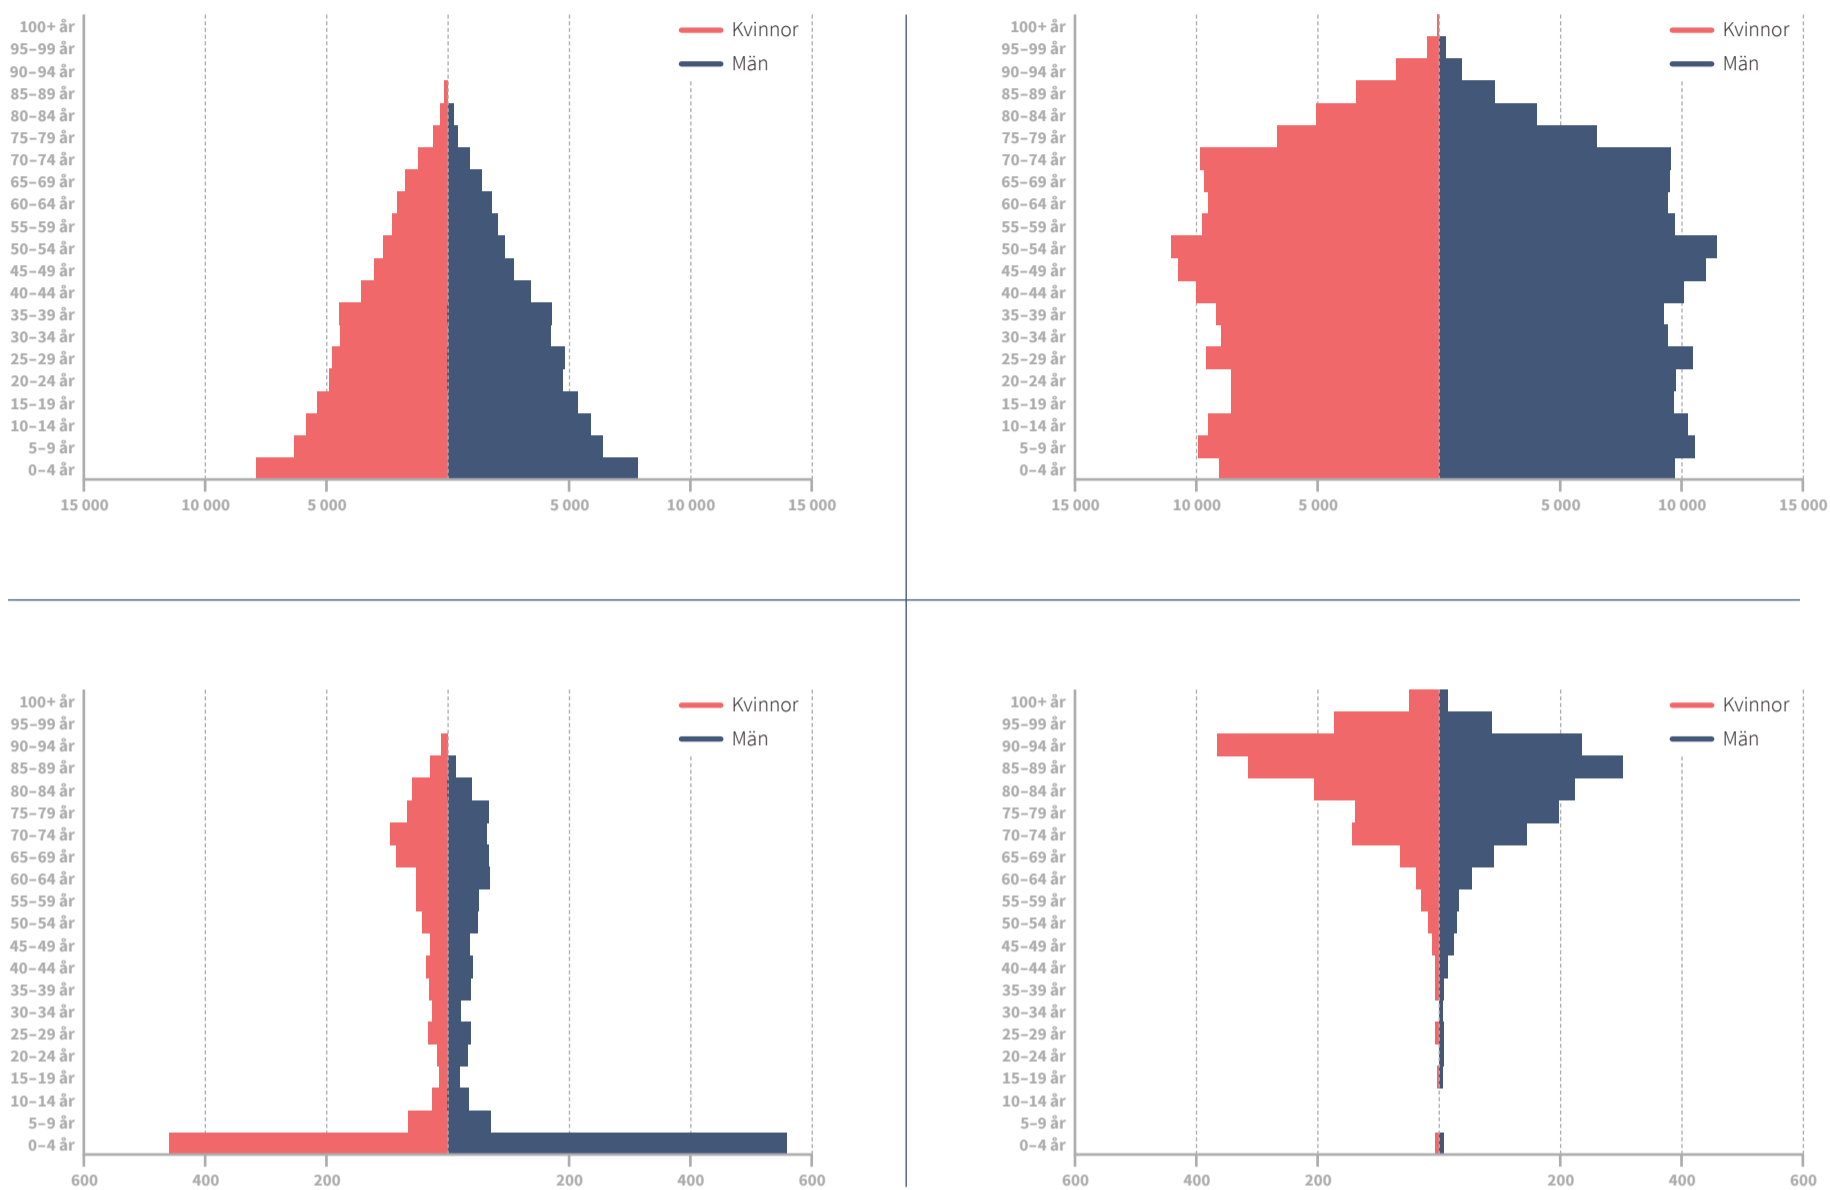 100+ år
95–99 år
90–94 år
85–89 år
80–84 år
75–79 år
70–74 år
65–69 år
60–64 år
55–59 år
50–54 år
45–49 år
40–44 år
35–39 år
30–34 år
25–29 år
20–24 år
15–19 år
10–14 år
5–9 år
0–4 år
15 000 10 000 5 000 5 000 10 000 15 000
Kvinnor
Män
100+ år
95–99 år
90–94 år
85–89 år
80–84 år
75–79 år
70–74 år
65–69 år
60–64 år
55–59 år
50–54 år
45–49 år
40–44 år
35–39 år
30–34 år
25–29 år
20–24 år
15–19 år
10–14 år
5–9 år
0–4 år
15 000 10 000 5 000 5 000 10 000 15 000
Kvinnor
Män
100+ år
95–99 år
90–94 år
85–89 år
80–84 år
75–79 år
70–74 år
65–69 år
60–64 år
55–59 år
50–54 år
45–49 år
40–44 år
35–39 år
30–34 år
25–29 år
20–24 år
15–19 år
10–14 år
5–9 år
0–4 år
600 400 200 200 400 600
Kvinnor
Män
100+ år
95–99 år
90–94 år
85–89 år
80–84 år
75–79 år
70–74 år
65–69 år
60–64 år
55–59 år
50–54 år
45–49 år
40–44 år
35–39 år
30–34 år
25–29 år
20–24 år
15–19 år
10–14 år
5–9 år
0–4 år
600 400 200 200 400 600
Kvinnor
Män